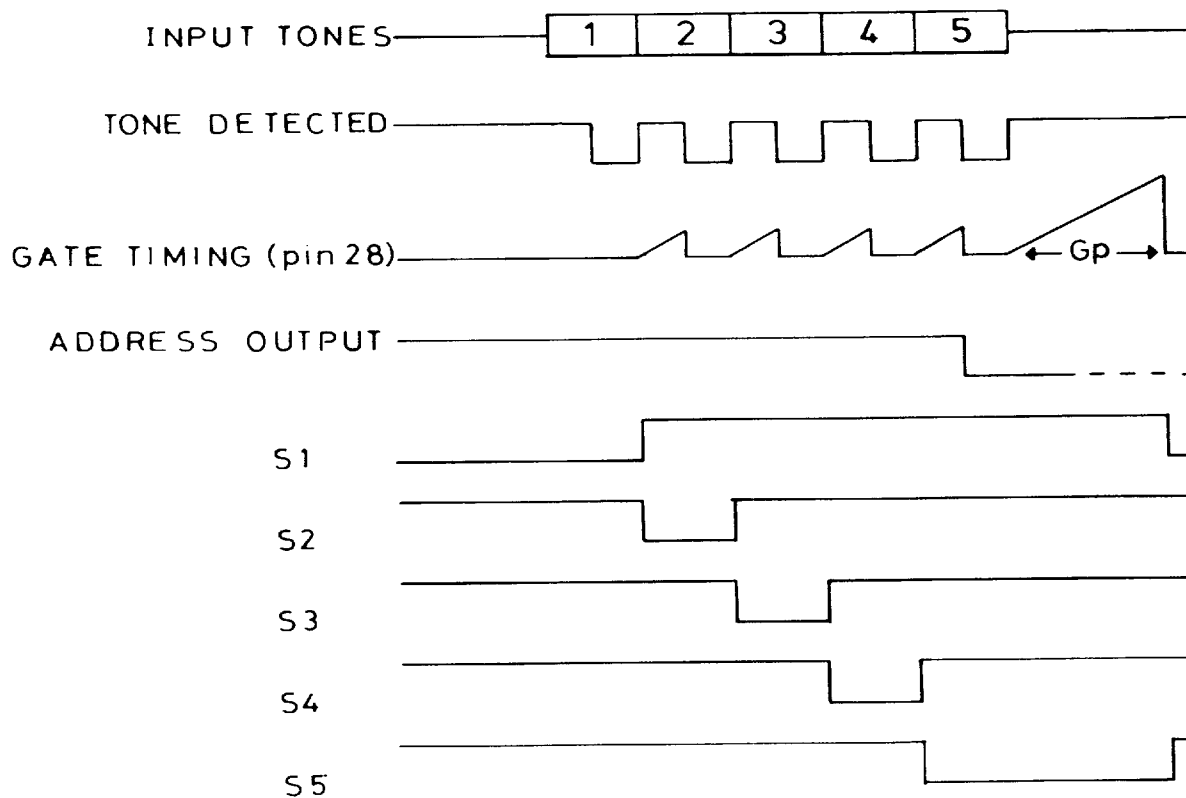 INPUT TONES 1 2 3 4 5
TONE DETECTED
GATE TIMING (pin 28) Gp
ADDRESS OUTPUT
S1
S2
S3
S4
S5